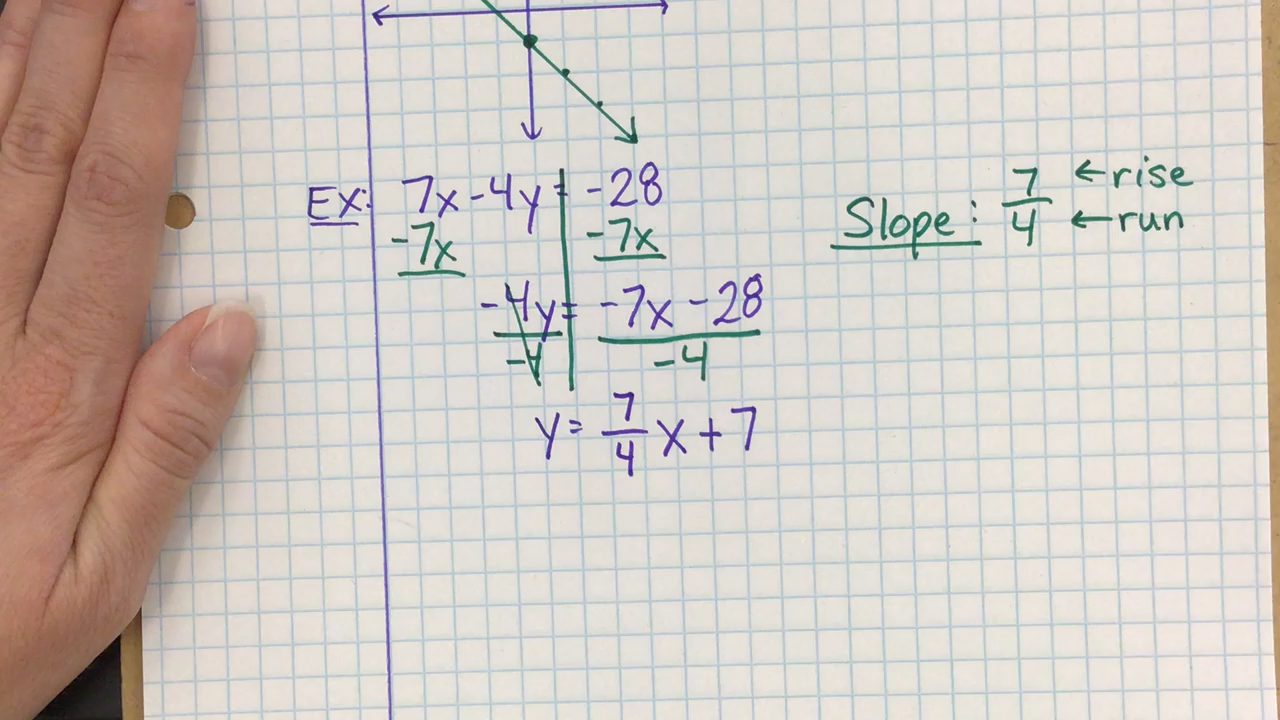 EX: 7x - 4y = -28
-7x -7x
-4y = -7x - 28
-4 -4
y = 7/4 x + 7
Slope: 7/4 ←rise ←run